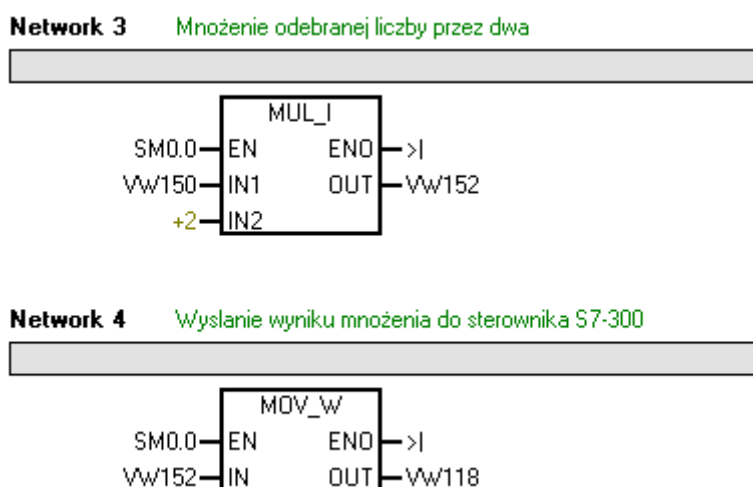 Network 3 Mnożenie odebranej liczby przez dwa
MUL_I
SM0.0 EN ENO >|
VW150 IN1 OUT VW152
+2 IN2
Network 4 Wyslanie wyniku mnożenia do sterownika S7-300
MOV_W
SM0.0 EN ENO >|
VW152 IN OUT VW118